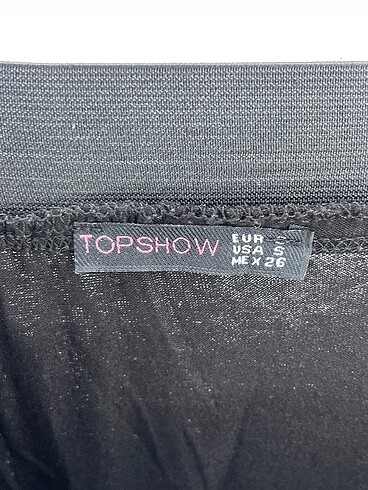 TOPSHOW
EUR S
USA S
MEX 26